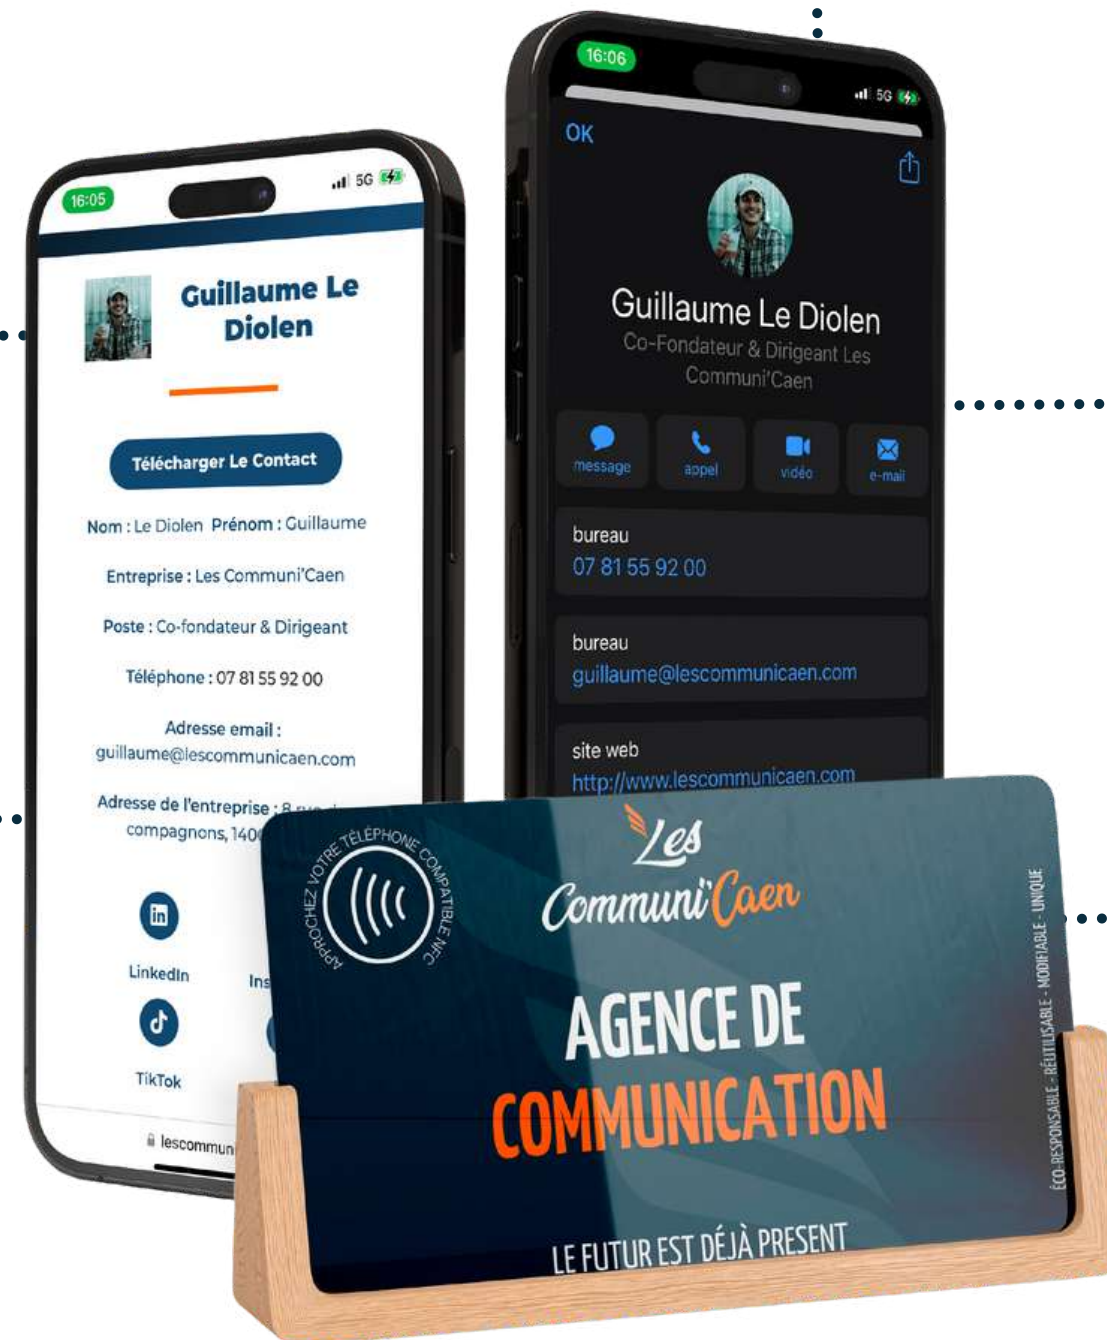 16:05
5G
Guillaume Le
Diolen
Télécharger Le Contact
Nom : Le Diolen Prénom : Guillaume
Entreprise : Les Communi'Caen
Poste : Co-fondateur & Dirigeant
Téléphone : 07 81 55 92 00
Adresse email :
guillaume@lescommunicaen.com
Adresse de l'entreprise : 8
compagnons,
LinkedIn
TikTok
16:06
5G
OK
Guillaume Le Diolen
Co-Fondateur & Dirigeant Les
Communi'Caen
message
appel
vidéo
e-mail
bureau
07 81 55 92 00
bureau
guillaume@lescommunicaen.com
site web
http://www.lescommunicaen.com
APPROCHEZ VOTRE TÉLÉPHONE COMPATIBLE NFC
Les
Communi'Caen
AGENCE DE
COMMUNICATION
LE FUTUR EST DÉJÀ PRESENT
ÉCO-RESPONSABLE - RÉUTILISABLE - MODIFIABLE - UNIQUE